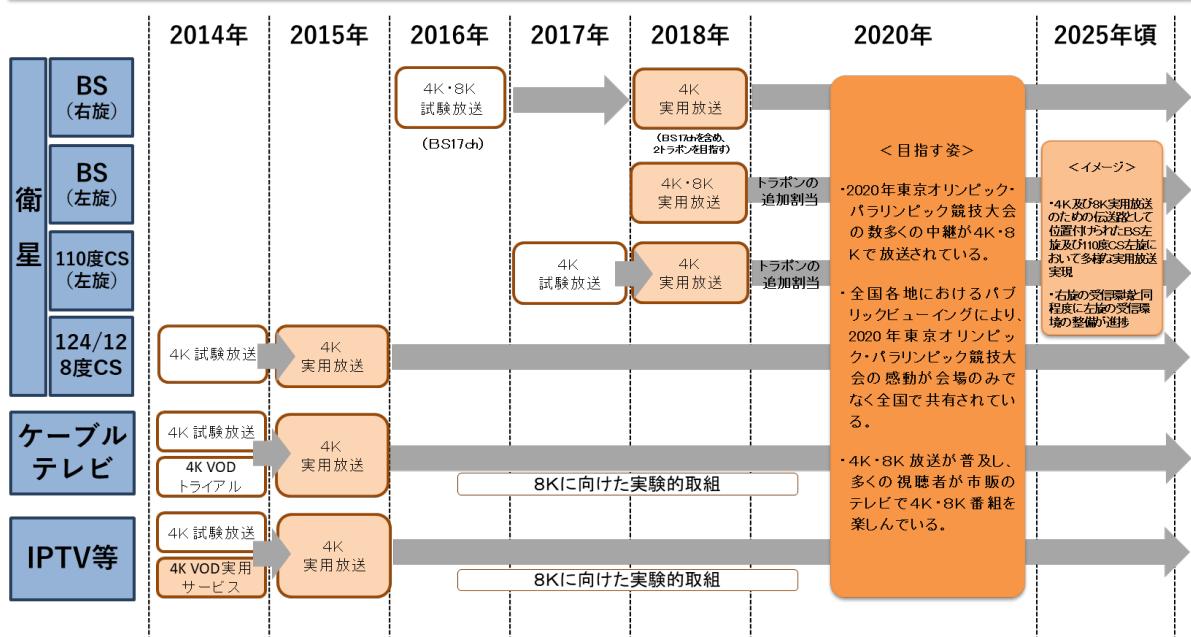 2014年
2015年
2016年
2017年
2018年
2020年
2025年頃
衛星
BS
(右旋)
4K・8K
試験放送
(BS17ch)
4K
実用放送
(BS17chを含め、
2トラポンを目指す)
BS
(左旋)
4K・8K
実用放送
トラポンの
追加割当
110度CS
(左旋)
4K
試験放送
4K
実用放送
トラポンの
追加割当
124/12
8度CS
4K 試験放送
4K
実用放送
ケーブル
テレビ
4K 試験放送
4K VOD
トライアル
4K
実用放送
8Kに向けた実験的取組
IPTV等
4K 試験放送
4K VOD実用
サービス
4K
実用放送
8Kに向けた実験的取組
＜目指す姿＞
・2020年東京オリンピック・
パラリンピック競技大会
の数多くの中継が4K・8
Kで放送されている。
・全国各地におけるパブ
リックビューイングにより、
2020年東京オリンピッ
ク・パラリンピック競技大
会の感動が会場のみで
なく全国で共有されてい
る。
・4K・8K放送が普及し、
多くの視聴者が市販の
テレビで4K・8K番組を
楽しんでいる。
＜イメージ＞
・4K及び8K実用放送
のための伝送路として
位置付けられたBS左
旋及び110度CS左旋に
おいて多様な実用放送
実現
・右旋の受信環境と同
程度に左旋の受信環
境の整備が進捗